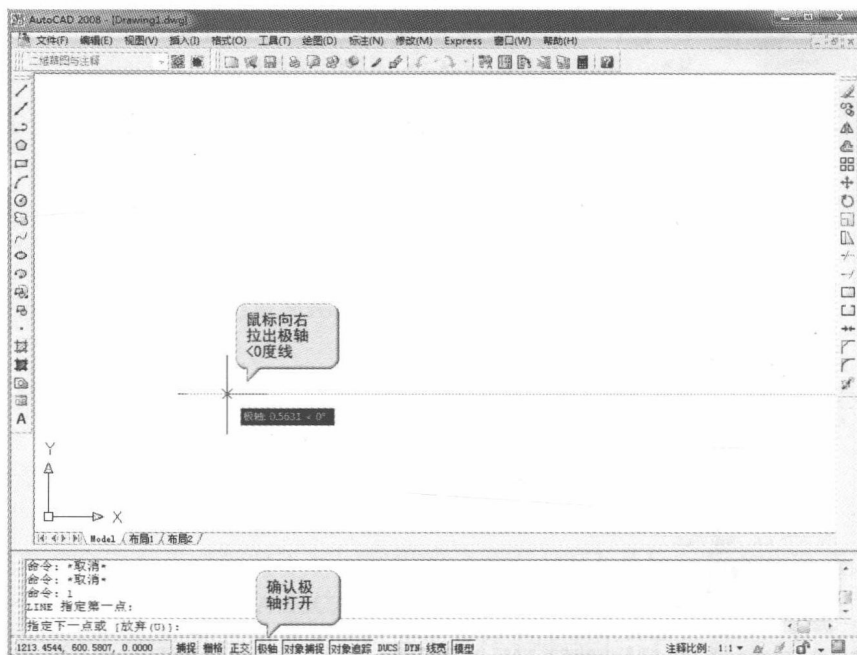 AutoCAD 2008 - [Drawing1.dwg]
文件(F) 编辑(E) 视图(V) 插入(I) 格式(O) 工具(T) 绘图(D) 标注(N) 修改(M) Express 窗口(W) 帮助(H)
二维草图与注释
鼠标向右
拉出极轴
<0度线
极轴: 0.5631 < 0°
A
Y
X
Model 布局1 布局2
命令: *取消*
命令: *取消*
命令: l
LINE 指定第一点:
指定下一点或 [放弃(U)]:
确认极
轴打开
1213.4544, 600.5807, 0.0000 捕捉 栅格 正交 极轴 对象捕捉 对象追踪 DUCS DYN 线宽 模型 注释比例: 1:1